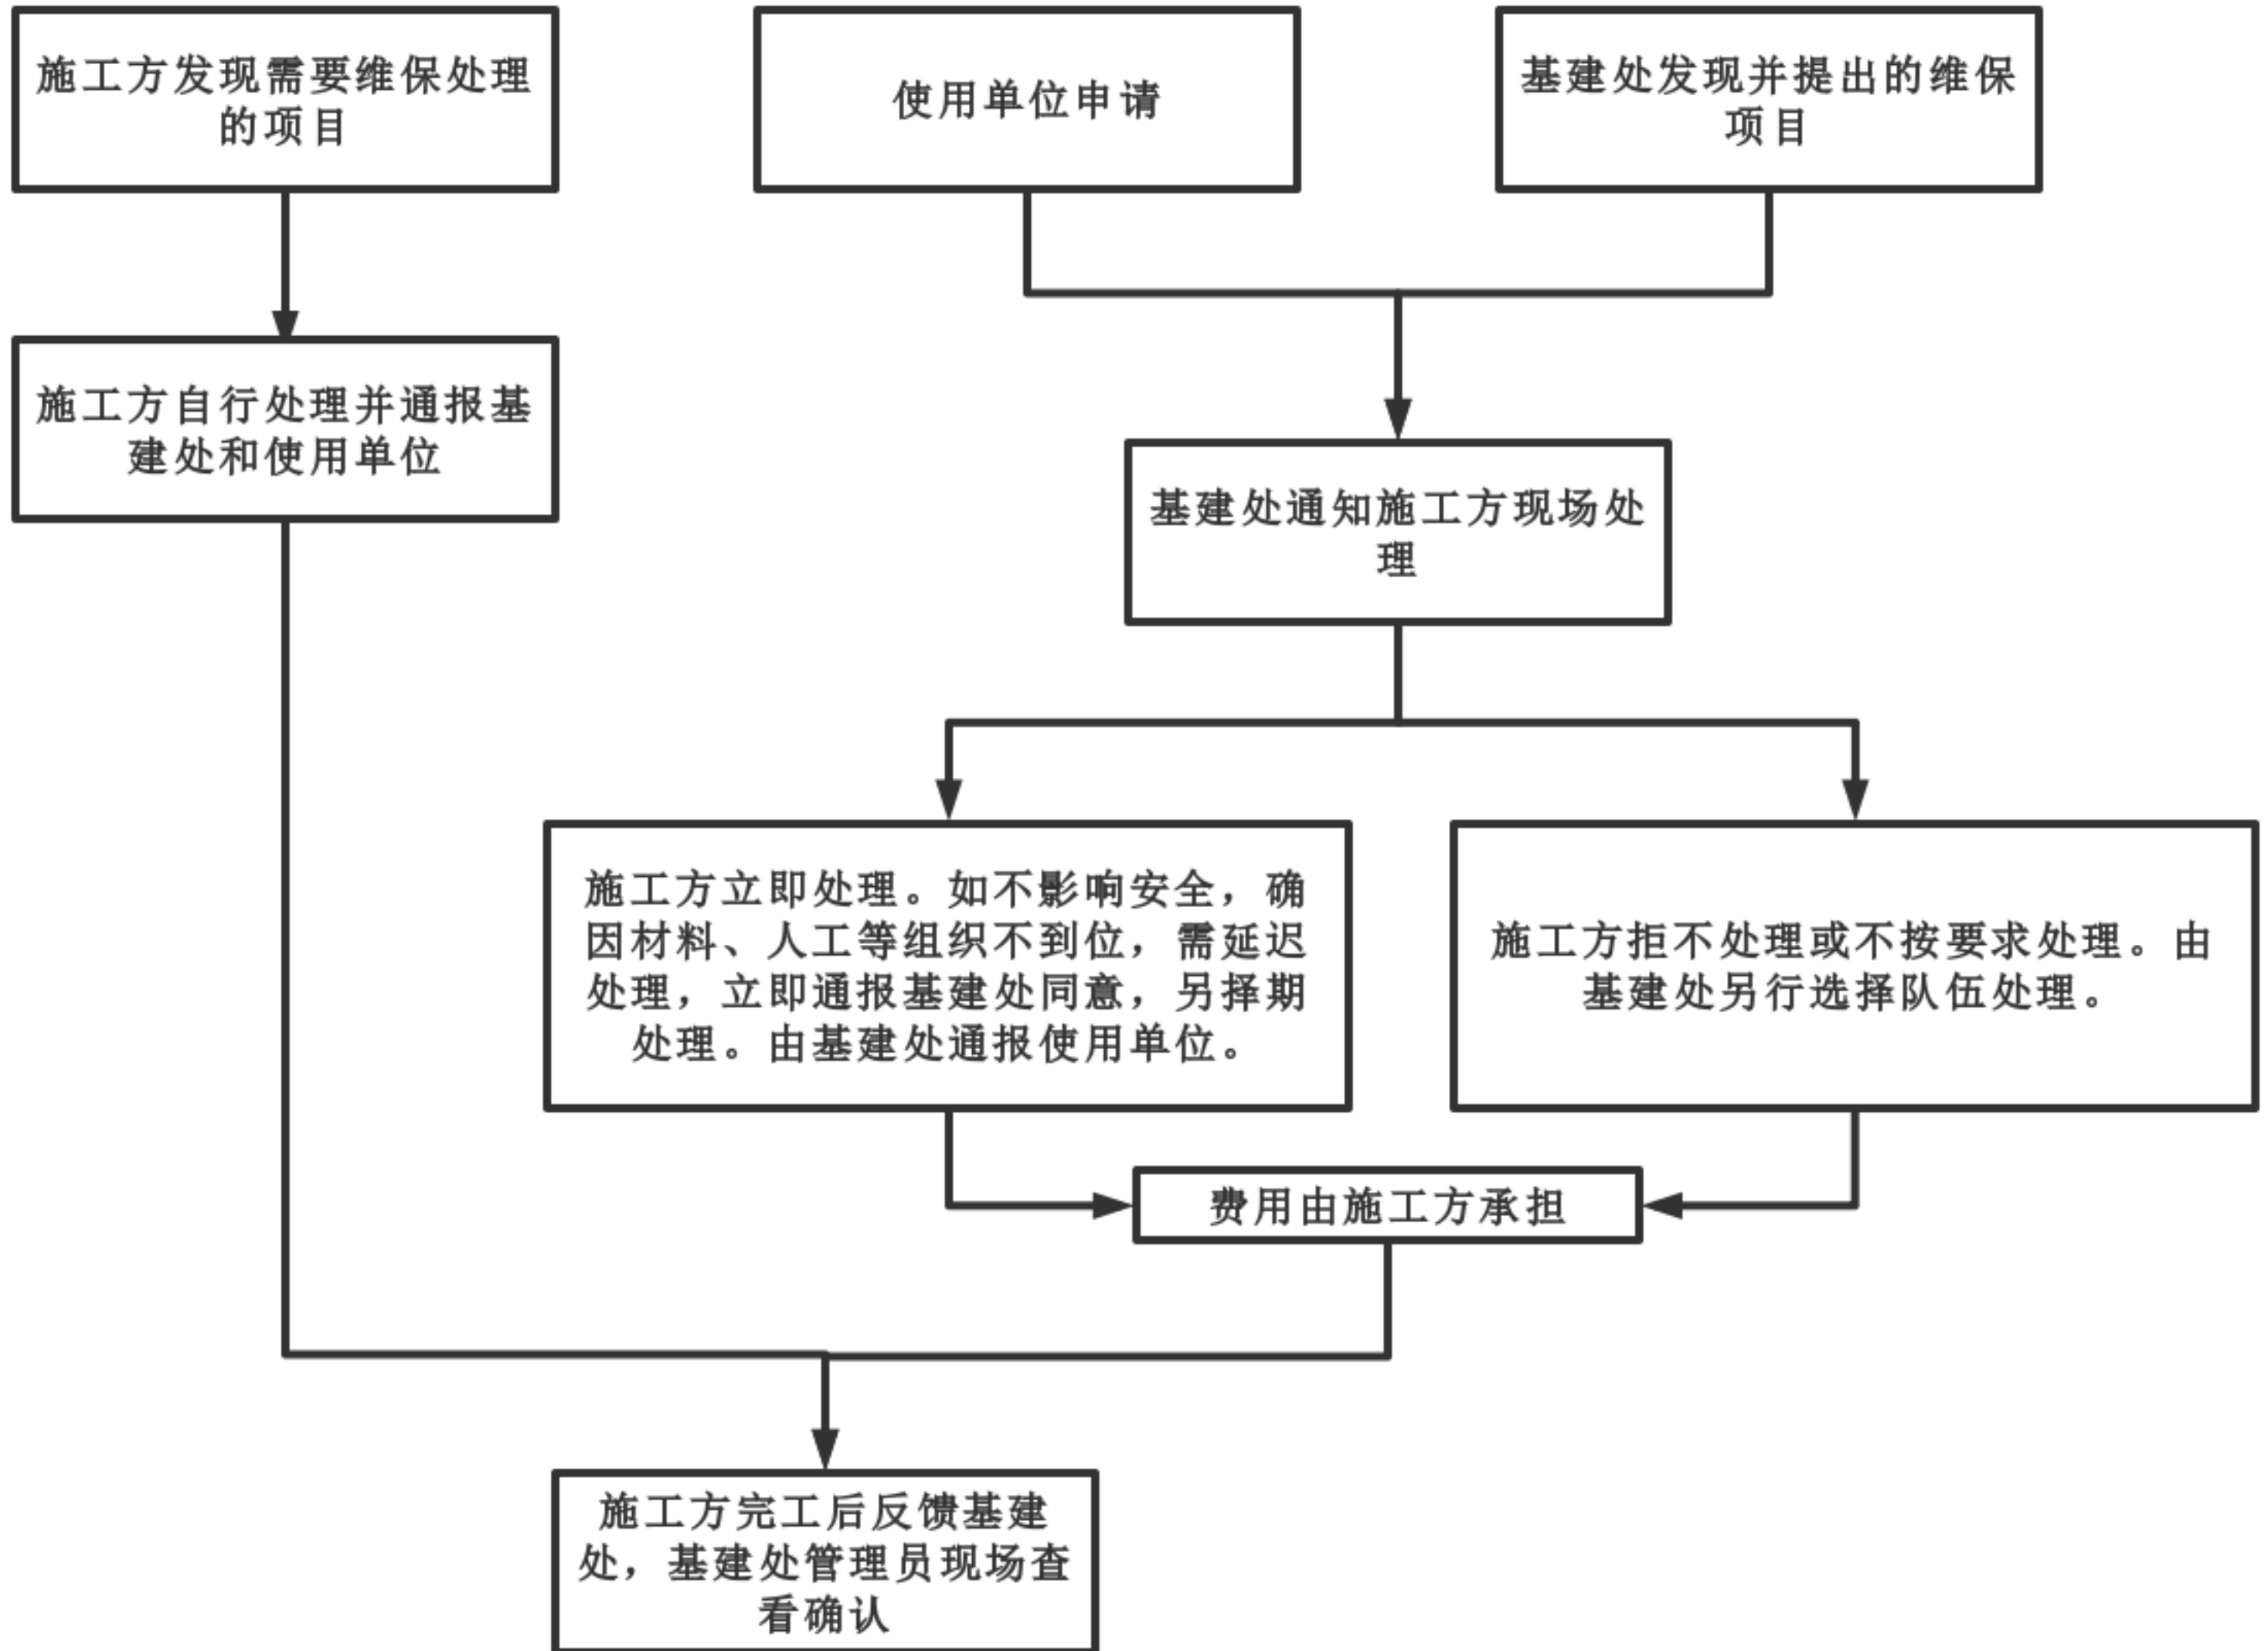 施工方发现需要维保处理
的项目
使用单位申请
基建处发现并提出的维保
项目
施工方自行处理并通报基
建处和使用单位
基建处通知施工方现场处
理
施工方立即处理。如不影响安全，确
因材料、人工等组织不到位，需延迟
处理，立即通报基建处同意，另择期
处理。由基建处通报使用单位。
施工方拒不处理或不按要求处理。由
基建处另行选择队伍处理。
费用由施工方承担
施工方完工后反馈基建
处，基建处管理员现场查
看确认